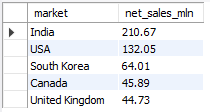 market net_sales_mln
India 210.67
USA 132.05
South Korea 64.01
Canada 45.89
United Kingdom 44.73